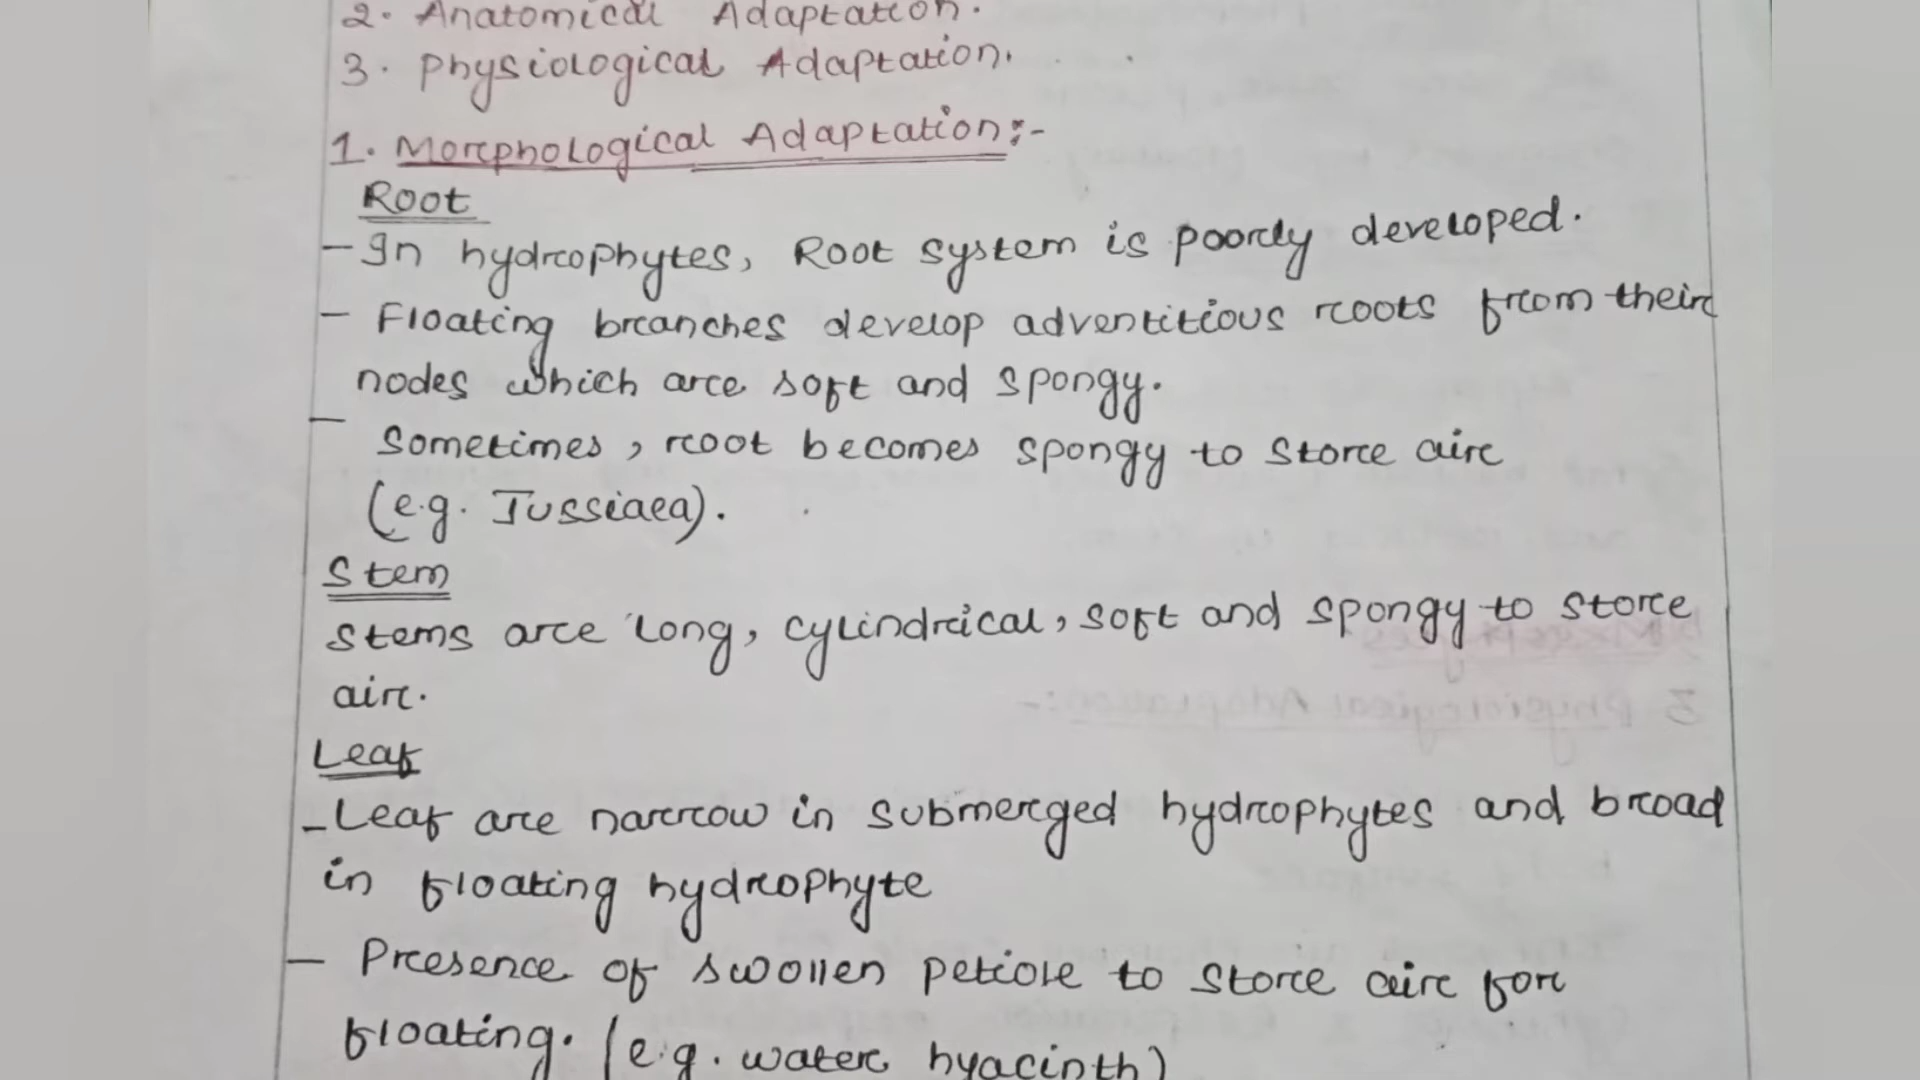 2. Anatomical Adaptation.
3. Physiological Adaptation.
1. Morphological Adaptation:-
Root
- In hydrophytes, Root system is poorly developed.
- Floating branches develop adventitious roots from their
nodes which are soft and spongy.
- Sometimes, root becomes spongy to store air
(e.g. Jussiaea).
Stem
Stems are long, cylindrical, soft and spongy to store
air.
Leaf
- Leaf are narrow in submerged hydrophytes and broad
in floating hydrophyte
- Presence of swollen petiole to store air for
floating. (e.g. water hyacinth)